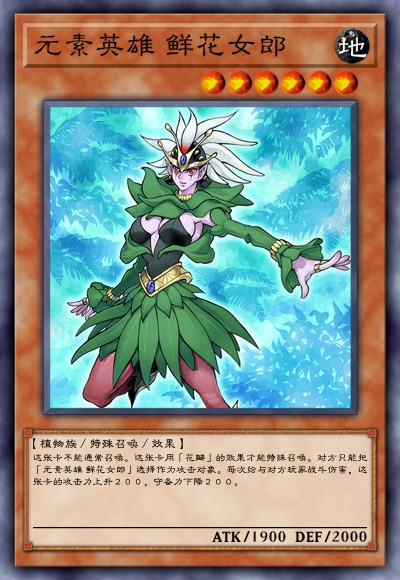 元素英雄 鲜花女郎
地
【植物族／特殊召唤／效果】
这张卡不能通常召唤。这张卡用「花瓣」的效果才能特殊召唤。对方只能把
「元素英雄 鲜花女郎」选择作为攻击对象。每次给与对方玩家战斗伤害，这
张卡的攻击力上升２００，守备力下降２００。
ATK/1900 DEF/2000